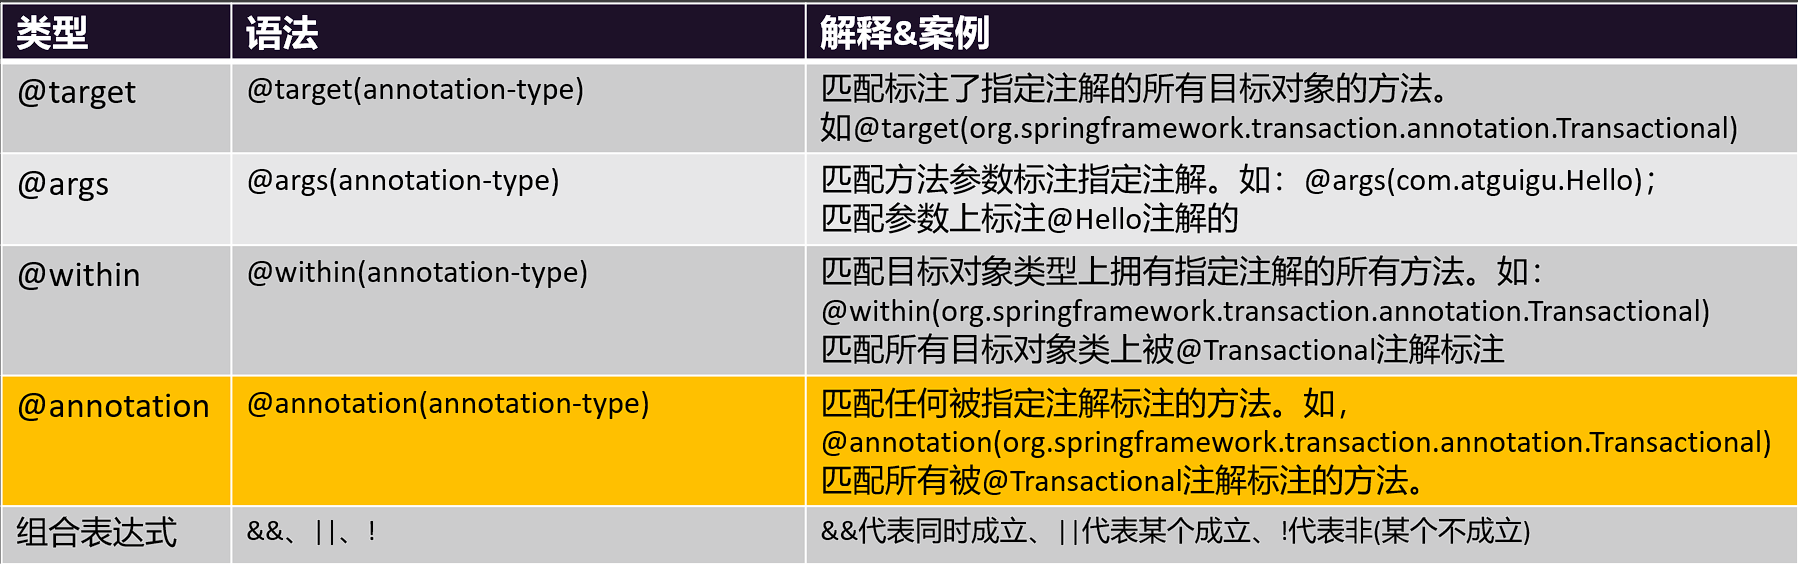 类型 语法 解释&案例
@target @target(annotation-type) 匹配标注了指定注解的所有目标对象的方法。
如@target(org.springframework.transaction.annotation.Transactional)
@args @args(annotation-type) 匹配方法参数标注指定注解。如：@args(com.atguigu.Hello)；
匹配参数上标注@Hello注解的
@within @within(annotation-type) 匹配目标对象类型上拥有指定注解的所有方法。如：
@within(org.springframework.transaction.annotation.Transactional)
匹配所有目标对象类上被@Transactional注解标注
@annotation @annotation(annotation-type) 匹配任何被指定注解标注的方法。如，
@annotation(org.springframework.transaction.annotation.Transactional)
匹配所有被@Transactional注解标注的方法。
组合表达式 &&、||、! &&代表同时成立、||代表某个成立、!代表非(某个不成立)